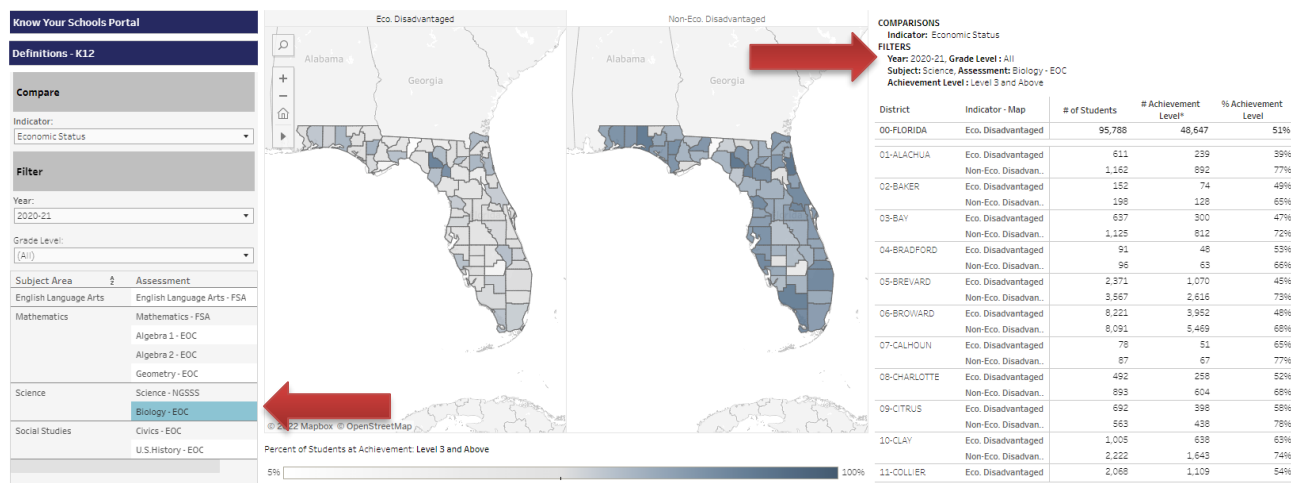 Know Your Schools Portal
Definitions - K12
Compare
Indicator:
Economic Status
Filter
Year:
2020-21
Grade Level:
(All)
Subject Area Assessment
English Language Arts English Language Arts - FSA
Mathematics Mathematics - FSA
Algebra 1 - EOC
Algebra 2 - EOC
Geometry - EOC
Science Science - NGSSS
Biology - EOC
Social Studies Civics - EOC
U.S.History - EOC
Eco. Disadvantaged Non-Eco. Disadvantaged
Alabama Georgia
Alabama Georgia
© 2022 Mapbox © OpenStreetMap
Percent of Students at Achievement: Level 3 and Above
5% 100%
COMPARISONS
Indicator: Economic Status
FILTERS
Year: 2020-21, Grade Level : All
Subject: Science, Assessment: Biology - EOC
Achievement Level : Level 3 and Above
District Indicator - Map # of Students # Achievement Level* % Achievement Level
00-FLORIDA Eco. Disadvantaged 95,788 48,647 51%
01-ALACHUA Eco. Disadvantaged 611 239 39%
Non-Eco. Disadvan.. 1,162 892 77%
02-BAKER Eco. Disadvantaged 152 74 49%
Non-Eco. Disadvan.. 198 128 65%
03-BAY Eco. Disadvantaged 637 300 47%
Non-Eco. Disadvan.. 1,125 812 72%
04-BRADFORD Eco. Disadvantaged 91 48 53%
Non-Eco. Disadvan.. 96 63 66%
05-BREVARD Eco. Disadvantaged 2,371 1,070 45%
Non-Eco. Disadvan.. 3,567 2,616 73%
06-BROWARD Eco. Disadvantaged 8,221 3,952 48%
Non-Eco. Disadvan.. 8,091 5,469 68%
07-CALHOUN Eco. Disadvantaged 78 51 65%
Non-Eco. Disadvan.. 87 67 77%
08-CHARLOTTE Eco. Disadvantaged 492 258 52%
Non-Eco. Disadvan.. 893 604 68%
09-CITRUS Eco. Disadvantaged 692 398 58%
Non-Eco. Disadvan.. 563 438 78%
10-CLAY Eco. Disadvantaged 1,005 638 63%
Non-Eco. Disadvan.. 2,222 1,643 74%
11-COLLIER Eco. Disadvantaged 2,068 1,109 54%